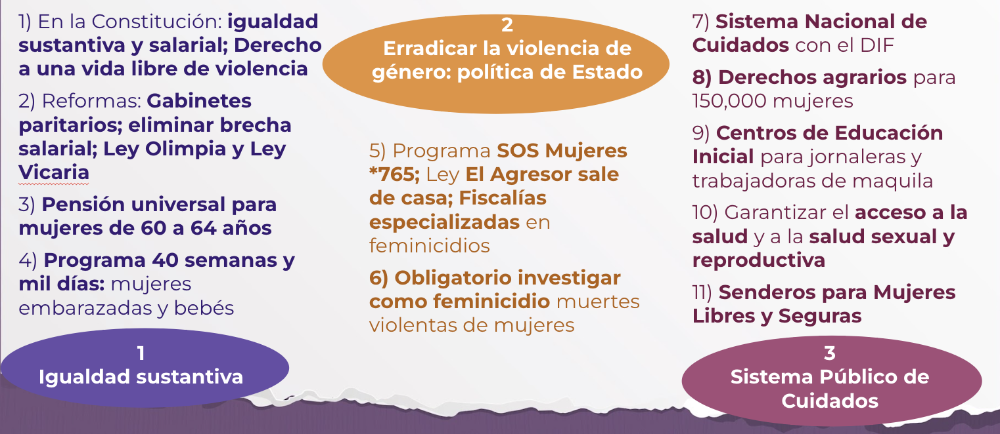 1) En la Constitución: igualdad
sustantiva y salarial; Derecho
a una vida libre de violencia
2) Reformas: Gabinetes
paritarios; eliminar brecha
salarial; Ley Olimpia y Ley
Vicaria
3) Pensión universal para
mujeres de 60 a 64 años
4) Programa 40 semanas y
mil días: mujeres
embarazadas y bebés
1
Igualdad sustantiva
2
Erradicar la violencia de
género: política de Estado
5) Programa SOS Mujeres
*765; Ley El Agresor sale
de casa; Fiscalías
especializadas en
feminicidios
6) Obligatorio investigar
como feminicidio muertes
violentas de mujeres
7) Sistema Nacional de
Cuidados con el DIF
8) Derechos agrarios para
150,000 mujeres
9) Centros de Educación
Inicial para jornaleras y
trabajadoras de maquila
10) Garantizar el acceso a la
salud y a la salud sexual y
reproductiva
11) Senderos para Mujeres
Libres y Seguras
3
Sistema Público de
Cuidados